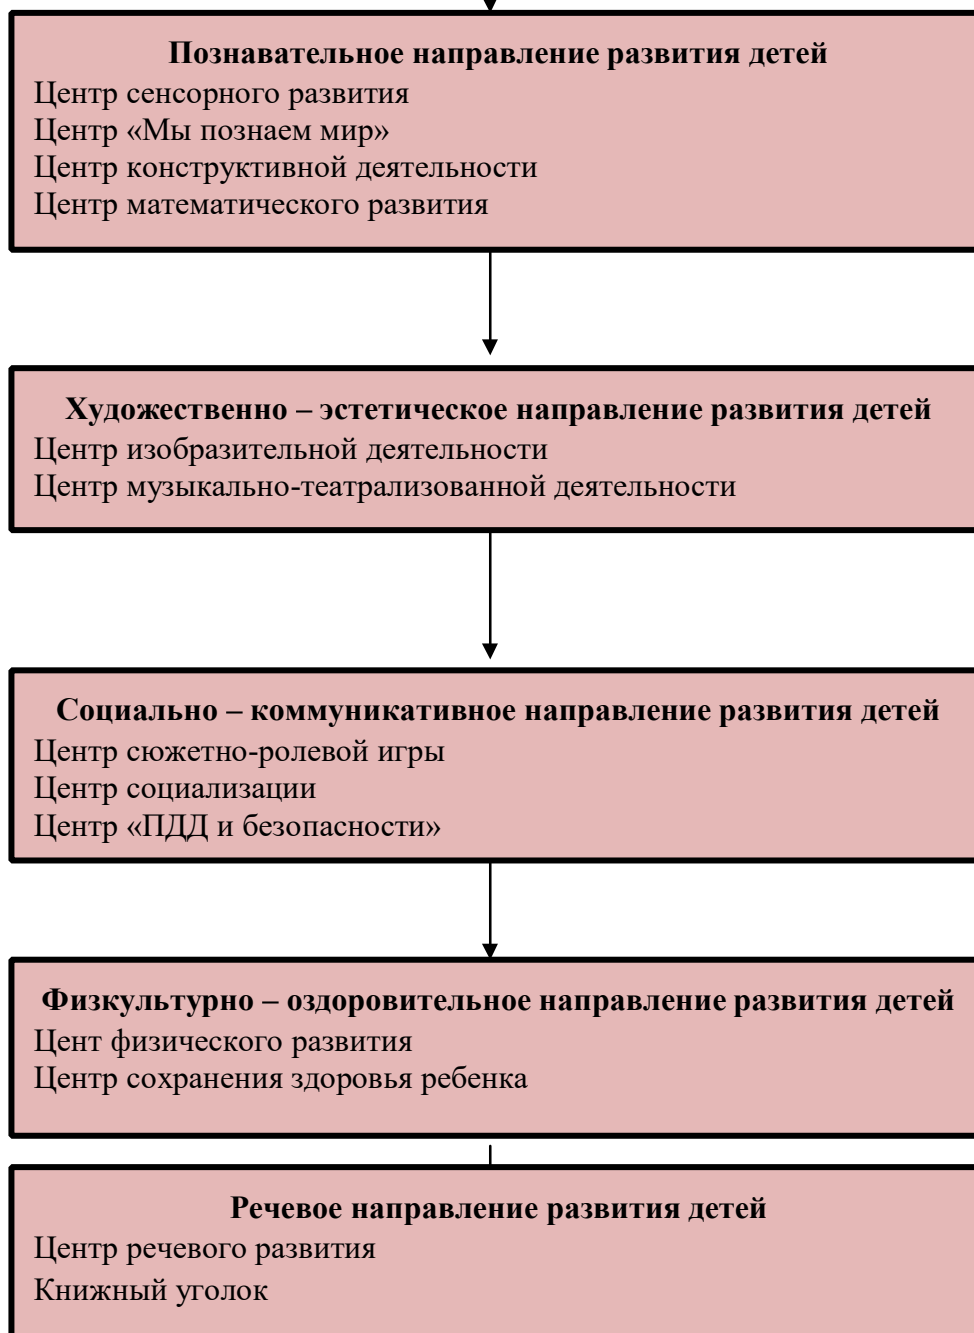 Познавательное направление развития детей
Центр сенсорного развития
Центр «Мы познаем мир»
Центр конструктивной деятельности
Центр математического развития
Художественно – эстетическое направление развития детей
Центр изобразительной деятельности
Центр музыкально-театрализованной деятельности
Социально – коммуникативное направление развития детей
Центр сюжетно-ролевой игры
Центр социализации
Центр «ПДД и безопасности»
Физкультурно – оздоровительное направление развития детей
Цент физического развития
Центр сохранения здоровья ребенка
Речевое направление развития детей
Центр речевого развития
Книжный уголок